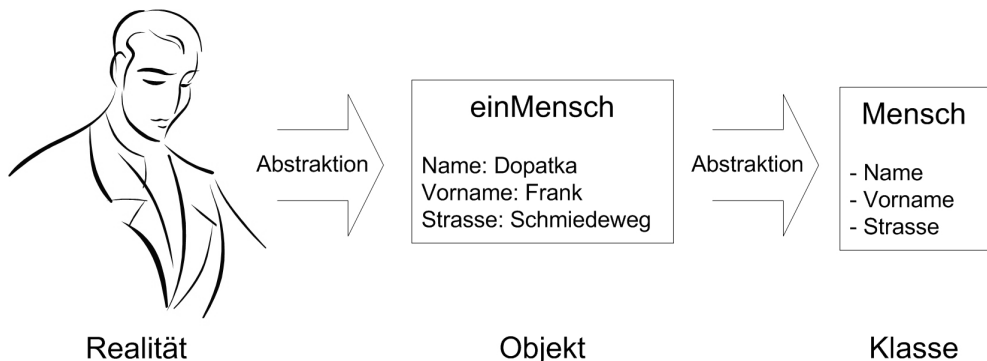 Abstraktion
einMensch
Name: Dopatka
Vorname: Frank
Strasse: Schmiedeweg
Abstraktion
Mensch
- Name
- Vorname
- Strasse
Realität
Objekt
Klasse